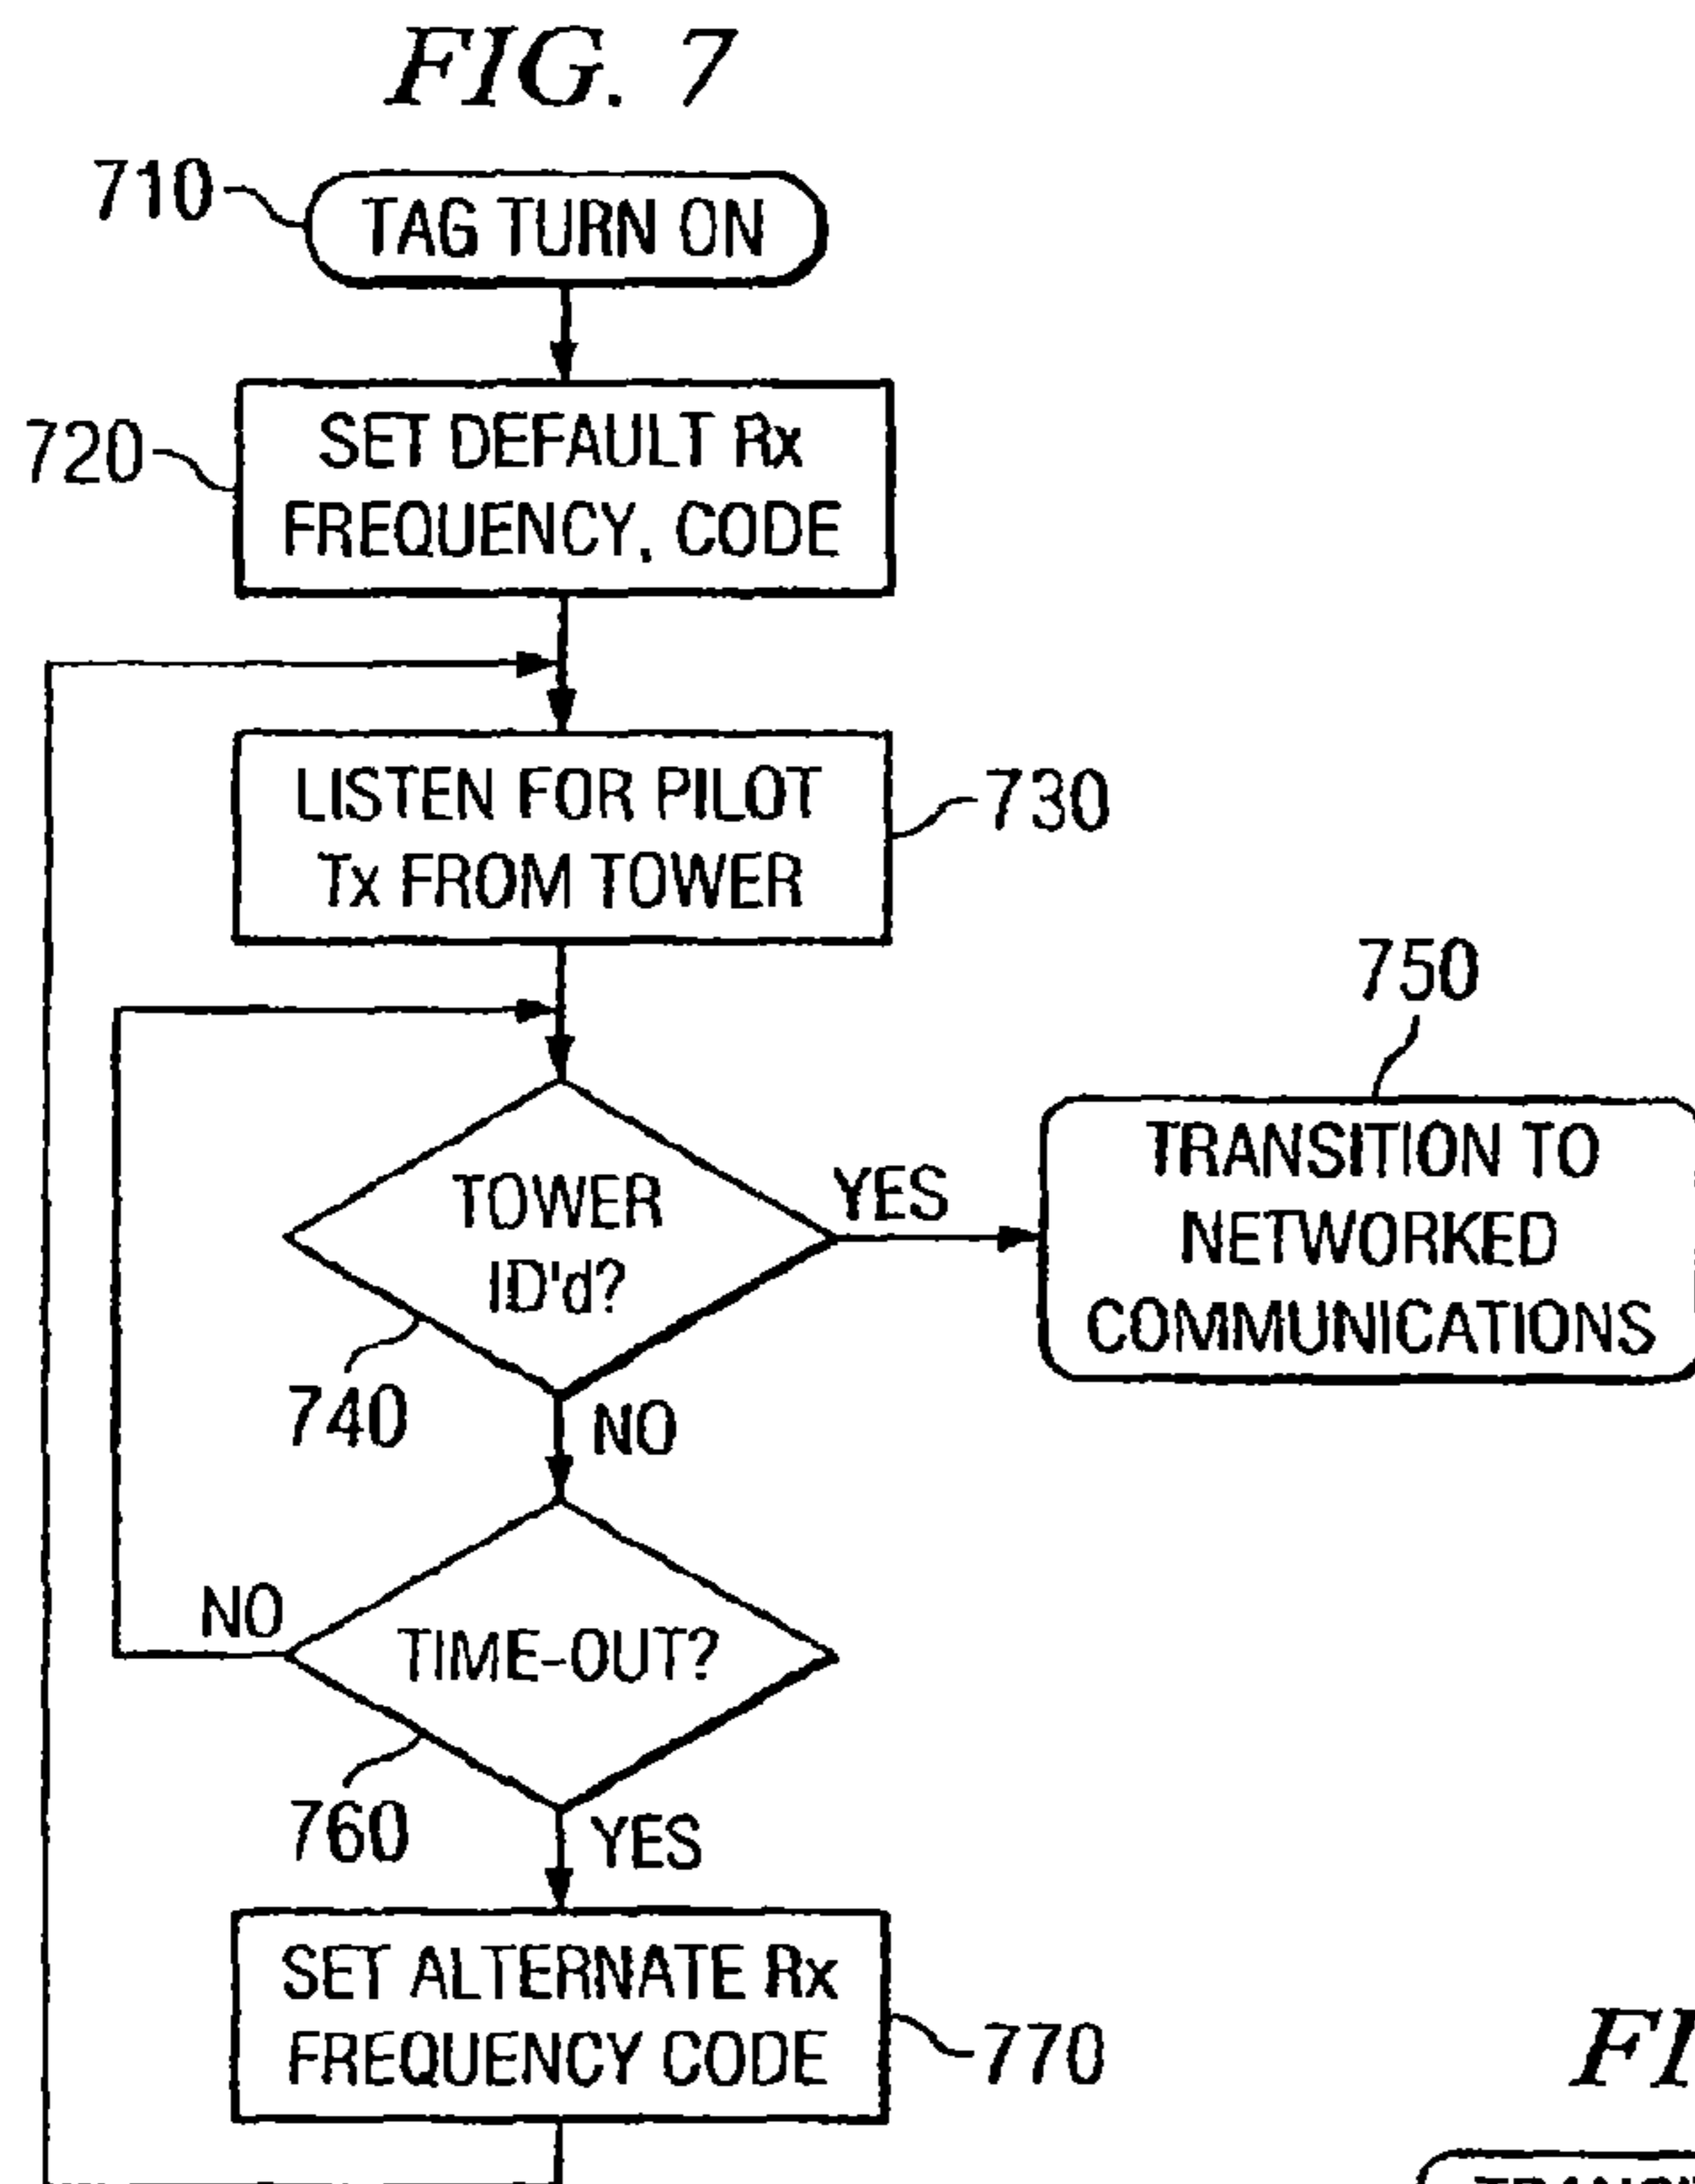 FIG. 7
710
TAG TURN ON
720
SET DEFAULT Rx
FREQUENCY, CODE
LISTEN FOR PILOT
Tx FROM TOWER
730
750
TRANSITION TO
NETWORKED
COMMUNICATIONS
TOWER
ID'd?
YES
740
NO
NO
TIME-OUT?
760
YES
SET ALTERNATE Rx
FREQUENCY CODE
770